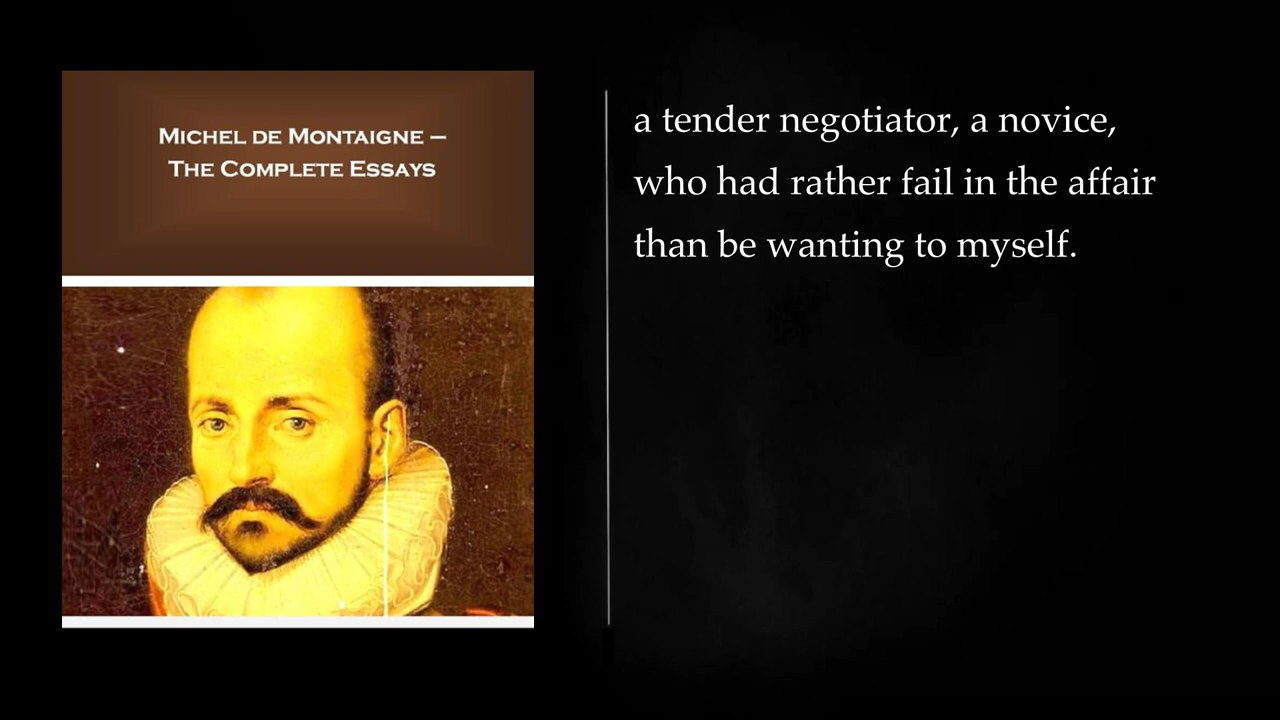 MICHEL DE MONTAIGNE –
THE COMPLETE ESSAYS
a tender negotiator, a novice,
who had rather fail in the affair
than be wanting to myself.